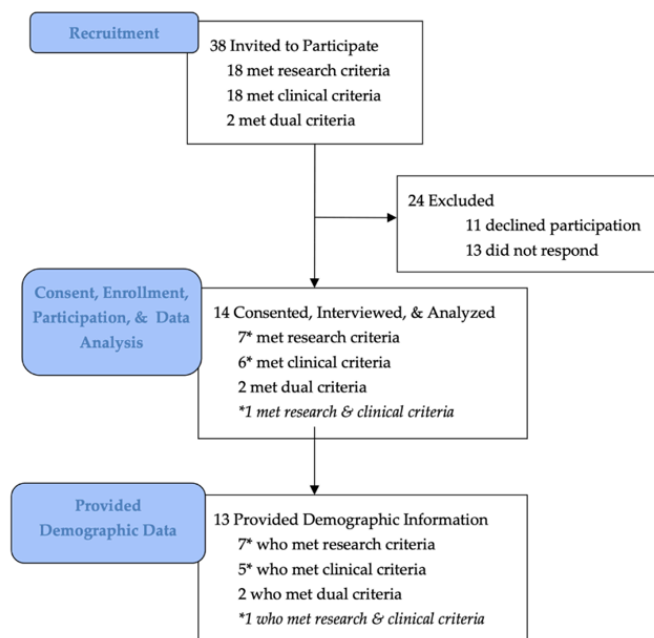 Recruitment
38 Invited to Participate
18 met research criteria
18 met clinical criteria
2 met dual criteria
24 Excluded
11 declined participation
13 did not respond
Consent, Enrollment,
Participation, & Data
Analysis
14 Consented, Interviewed, & Analyzed
7* met research criteria
6* met clinical criteria
2 met dual criteria
*1 met research & clinical criteria
Provided
Demographic Data
13 Provided Demographic Information
7* who met research criteria
5* who met clinical criteria
2 who met dual criteria
*1 who met research & clinical criteria